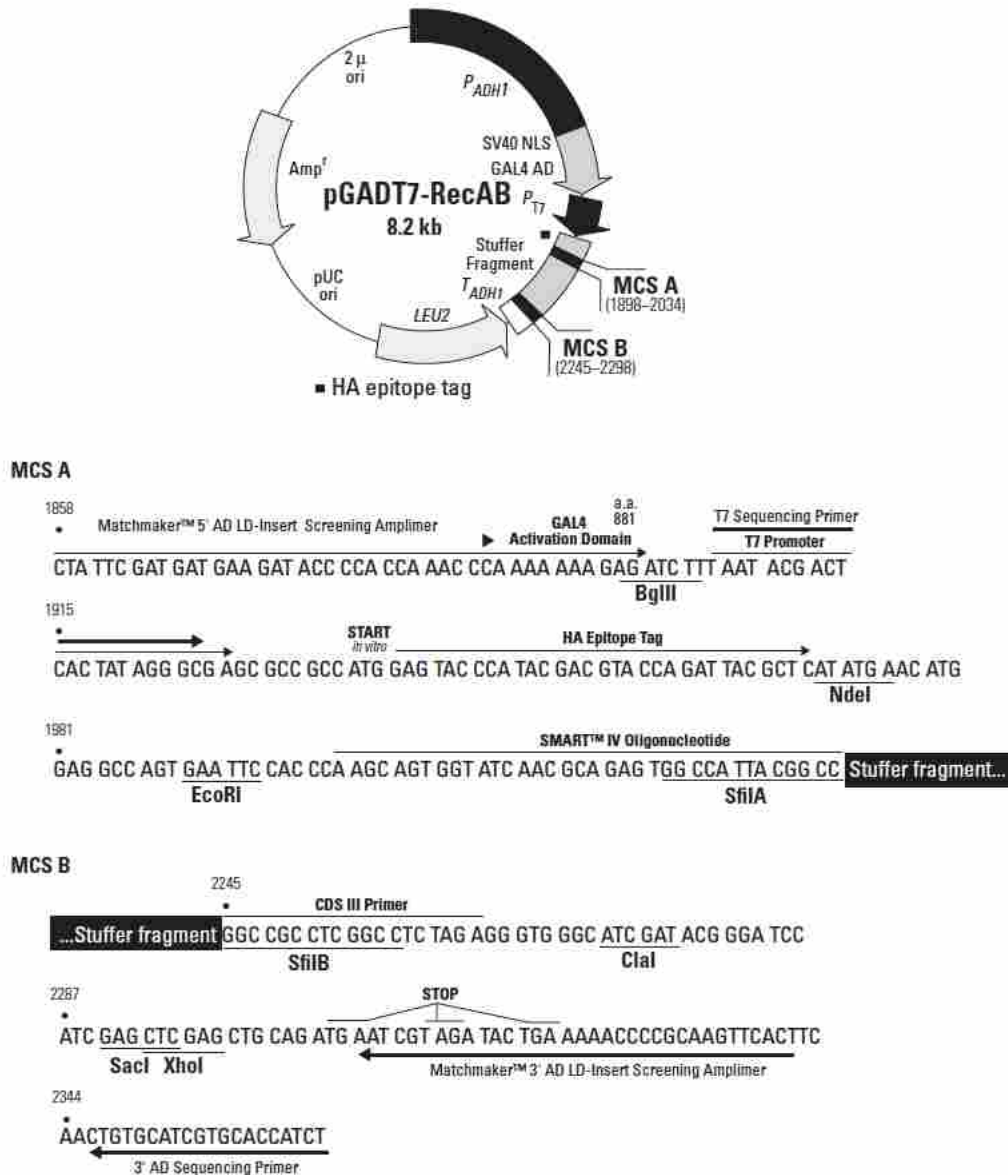 2 μ
ori
P ADH1
SV40 NLS
GAL4 AD
Ampr
pGADT7-RecAB
8.2 kb
P T7
Stuffer
Fragment
MCS A
(1898–2034)
pUC
ori
T ADH1
LEU2
MCS B
(2245–2298)
HA epitope tag
MCS A
1858
Matchmaker™ 5' AD LD-Insert Screening Amplimer
GAL4
Activation Domain
a.a.
881
T7 Sequencing Primer
T7 Promoter
CTA TTC GAT GAT GAA GAT ACC CCA CCA AAC CCA AAA AAA GAG ATC TTT AAT ACG ACT
BglII
1915
START
in vitro
HA Epitope Tag
CAC TAT AGG GCG AGC GCC GCC ATG GAG TAC CCA TAC GAC GTA CCA GAT TAC GCT CAT ATG AAC ATG
NdeI
1981
SMART™ IV Oligonucleotide
GAG GCC AGT GAA TTC CAC CCA AGC AGT GGT ATC AAC GCA GAG TGG CCA TTA CGG CC Stuffer fragment...
EcoRI
SfiIA
MCS B
2245
CDS III Primer
...Stuffer fragment GGC CGC CTC GGC CTC TAG AGG GTG GGC ATC GAT ACG GGA TCC
SfiIB
ClaI
2287
STOP
ATC GAG CTC GAG CTG CAG ATG AAT CGT AGA TAC TGA AAAACCCCGCAAGTTCACTTC
SacI XhoI
Matchmaker™ 3' AD LD-Insert Screening Amplimer
2344
AACTGTGCATCGTGCACCATCT
3' AD Sequencing Primer